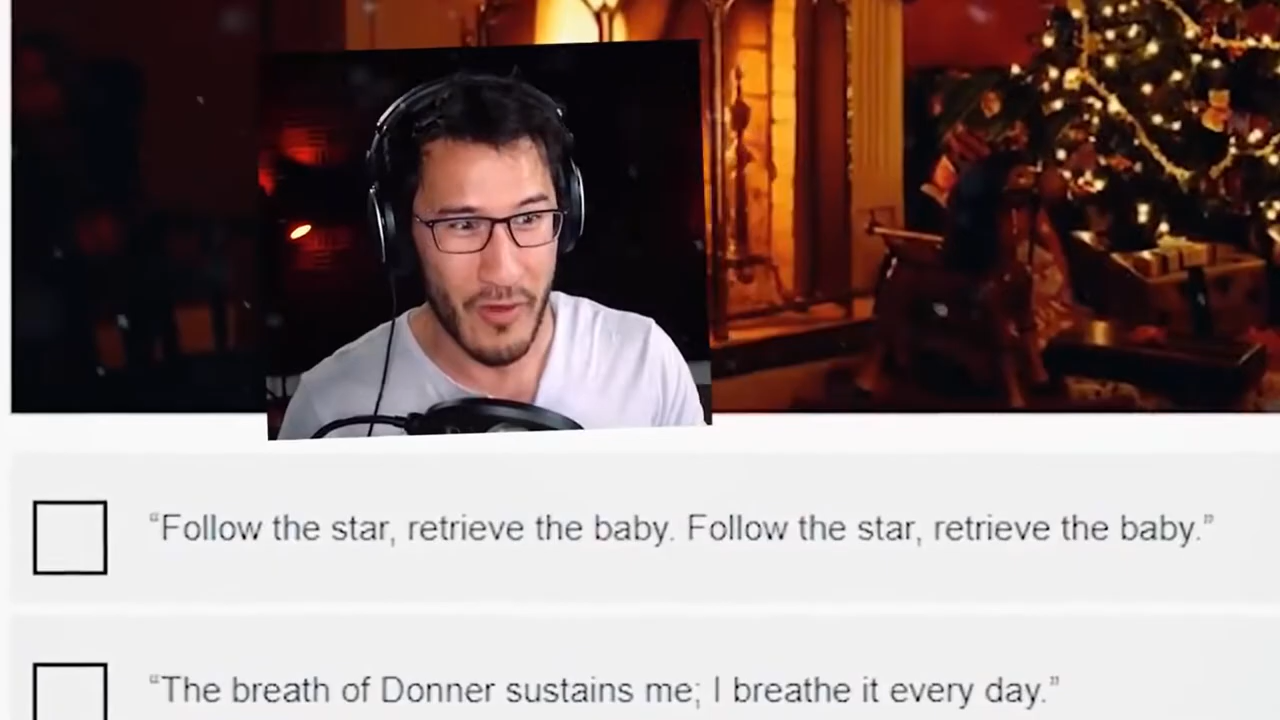 “Follow the star, retrieve the baby. Follow the star, retrieve the baby.”
“The breath of Donner sustains me; I breathe it every day.”